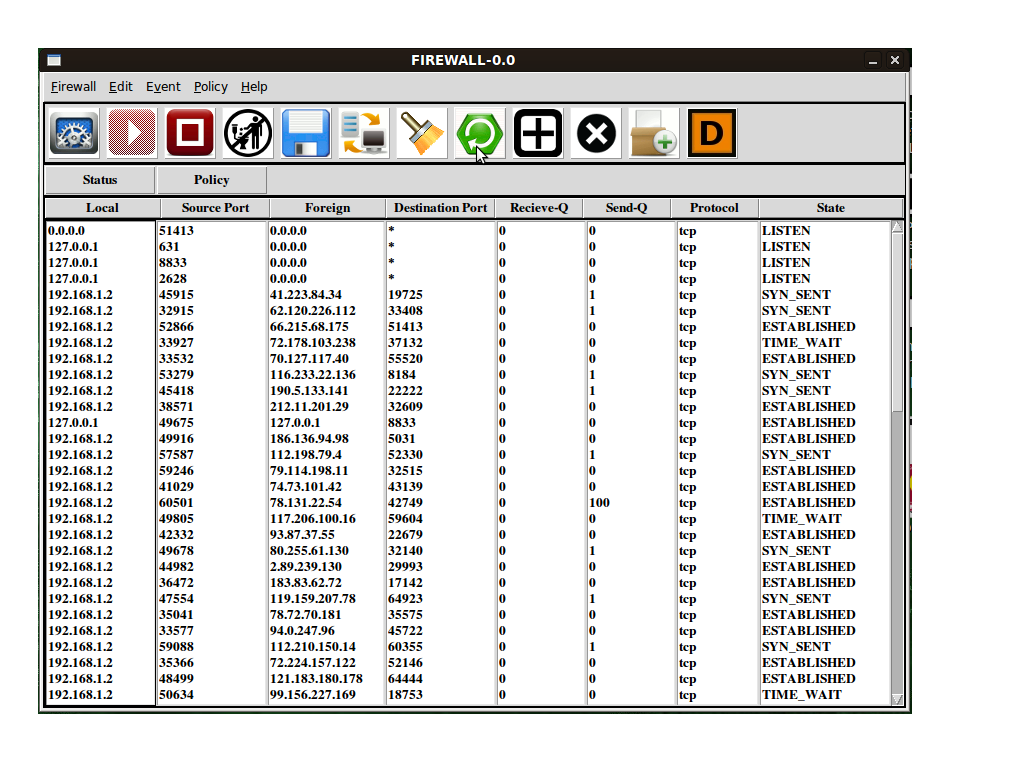 FIREWALL-0.0
Firewall Edit Event Policy Help
D
Status Policy
Local Source Port Foreign Destination Port Recieve-Q Send-Q Protocol State
0.0.0.0 51413 0.0.0.0 * 0 0 tcp LISTEN
127.0.0.1 631 0.0.0.0 * 0 0 tcp LISTEN
127.0.0.1 8833 0.0.0.0 * 0 0 tcp LISTEN
127.0.0.1 2628 0.0.0.0 * 0 0 tcp LISTEN
192.168.1.2 45915 41.223.84.34 19725 0 1 tcp SYN_SENT
192.168.1.2 32915 62.120.226.112 33408 0 1 tcp SYN_SENT
192.168.1.2 52866 66.215.68.175 51413 0 0 tcp ESTABLISHED
192.168.1.2 33927 72.178.103.238 37132 0 0 tcp TIME_WAIT
192.168.1.2 33532 70.127.117.40 55520 0 0 tcp ESTABLISHED
192.168.1.2 53279 116.233.22.136 8184 0 1 tcp SYN_SENT
192.168.1.2 45418 190.5.133.141 22222 0 1 tcp SYN_SENT
192.168.1.2 38571 212.11.201.29 32609 0 0 tcp ESTABLISHED
127.0.0.1 49675 127.0.0.1 8833 0 0 tcp ESTABLISHED
192.168.1.2 49916 186.136.94.98 5031 0 0 tcp ESTABLISHED
192.168.1.2 57587 112.198.79.4 52330 0 1 tcp SYN_SENT
192.168.1.2 59246 79.114.198.11 32515 0 0 tcp ESTABLISHED
192.168.1.2 41029 74.73.101.42 43139 0 0 tcp ESTABLISHED
192.168.1.2 60501 78.131.22.54 42749 0 100 tcp ESTABLISHED
192.168.1.2 49805 117.206.100.16 59604 0 0 tcp TIME_WAIT
192.168.1.2 42332 93.87.37.55 22679 0 0 tcp ESTABLISHED
192.168.1.2 49678 80.255.61.130 32140 0 1 tcp SYN_SENT
192.168.1.2 44982 2.89.239.130 29993 0 0 tcp ESTABLISHED
192.168.1.2 36472 183.83.62.72 17142 0 0 tcp ESTABLISHED
192.168.1.2 47554 119.159.207.78 64923 0 1 tcp SYN_SENT
192.168.1.2 35041 78.72.70.181 35575 0 0 tcp ESTABLISHED
192.168.1.2 33577 94.0.247.96 45722 0 0 tcp ESTABLISHED
192.168.1.2 59088 112.210.150.14 60355 0 1 tcp SYN_SENT
192.168.1.2 35366 72.224.157.122 52146 0 0 tcp ESTABLISHED
192.168.1.2 48499 121.183.180.178 64444 0 0 tcp ESTABLISHED
192.168.1.2 50634 99.156.227.169 18753 0 0 tcp TIME_WAIT